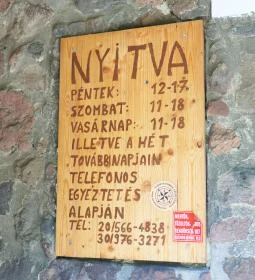 NYITVA
PÉNTEK: 12-17
SZOMBAT: 11-18
VASÁRNAP: 11-18
ILLETVE A HÉT
TOVÁBBI NAPJAIN
TELEFONOS
EGYEZTETÉS
ALAPJÁN
TEL: 20/566-4838
30/976-3271